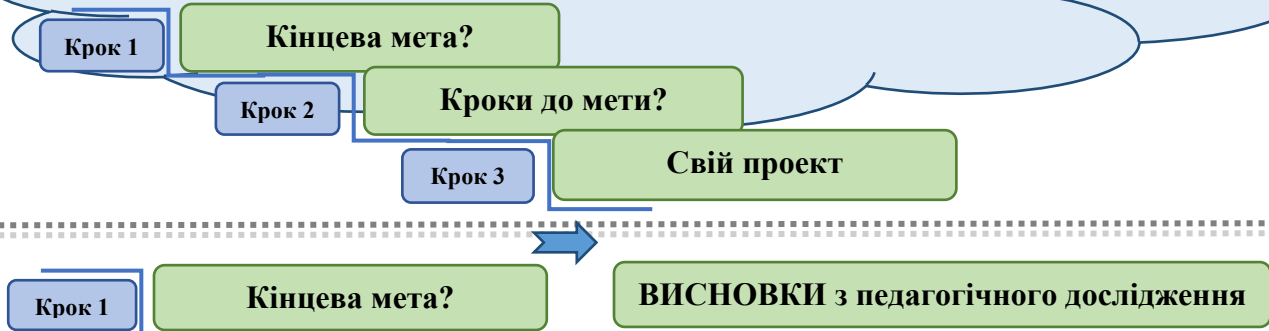 Крок 1
Кінцева мета?
Крок 2
Кроки до мети?
Крок 3
Свій проект
Крок 1
Кінцева мета?
ВИСНОВКИ з педагогічного дослідження